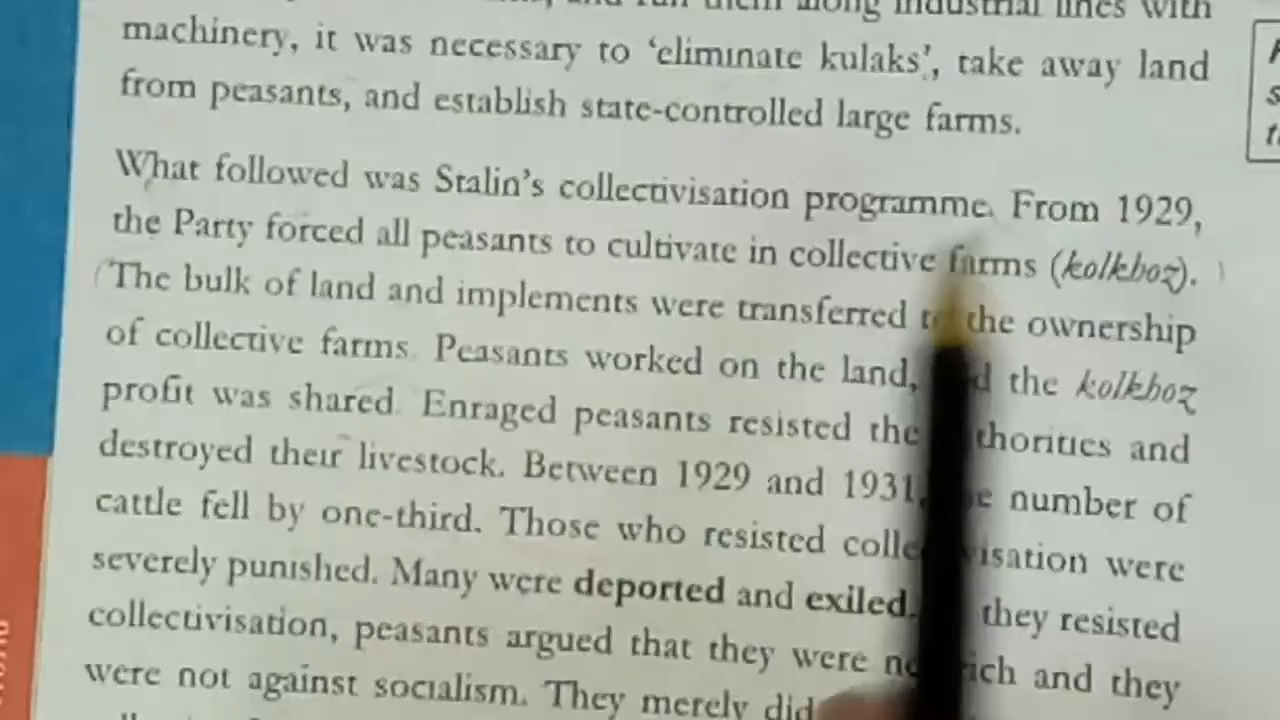 them along industrial lines with
machinery, it was necessary to ‘eliminate kulaks’, take away land
from peasants, and establish state-controlled large farms.
What followed was Stalin’s collectivisation programme. From 1929,
the Party forced all peasants to cultivate in collective farms (kolkhoz).
The bulk of land and implements were transferred the ownership
of collective farms. Peasants worked on the land, the kolkhoz
profit was shared. Enraged peasants resisted the and
destroyed their livestock. Between 1929 and 1931, number of
cattle fell by one-third. Those who resisted were
severely punished. Many were deported and exiled. they resisted
collectivisation, peasants argued that they were and they
were not against socialism. They merely did